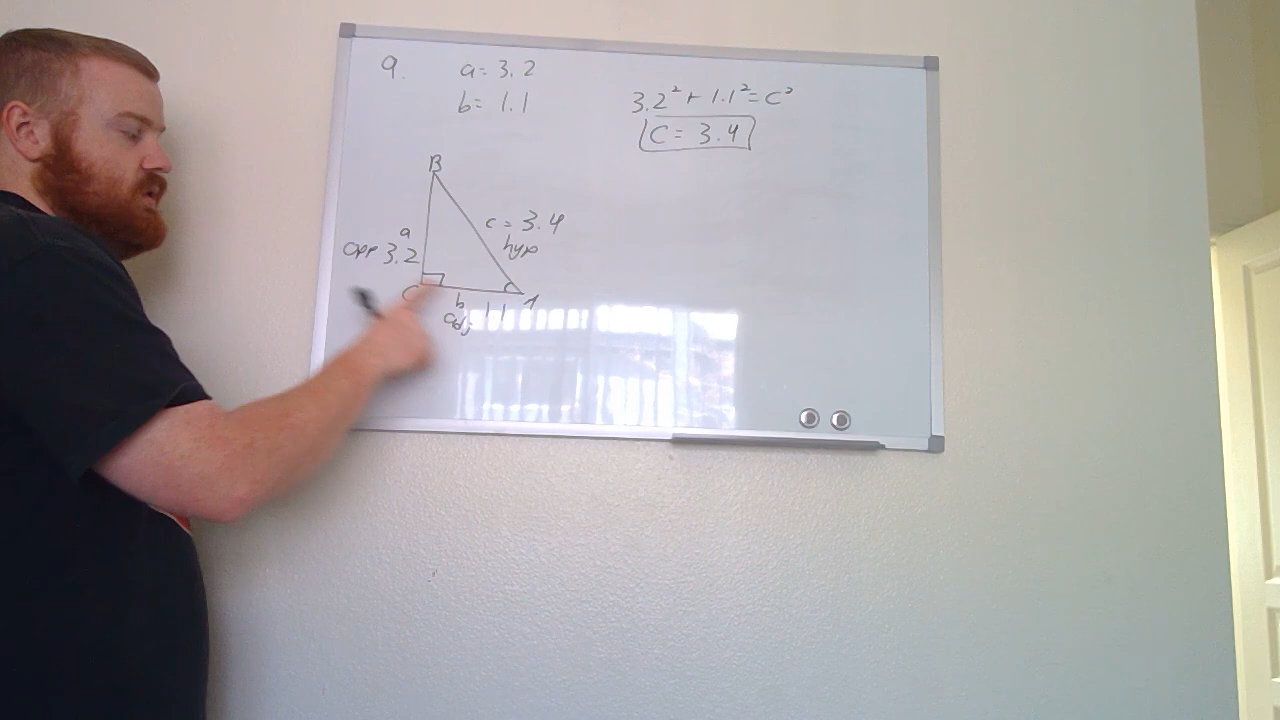 9.
a = 3.2
b = 1.1
3.2² + 1.1² = c²
C = 3.4
B
a
opp 3.2
c = 3.4
hyp
C
b 1.1
A
adj